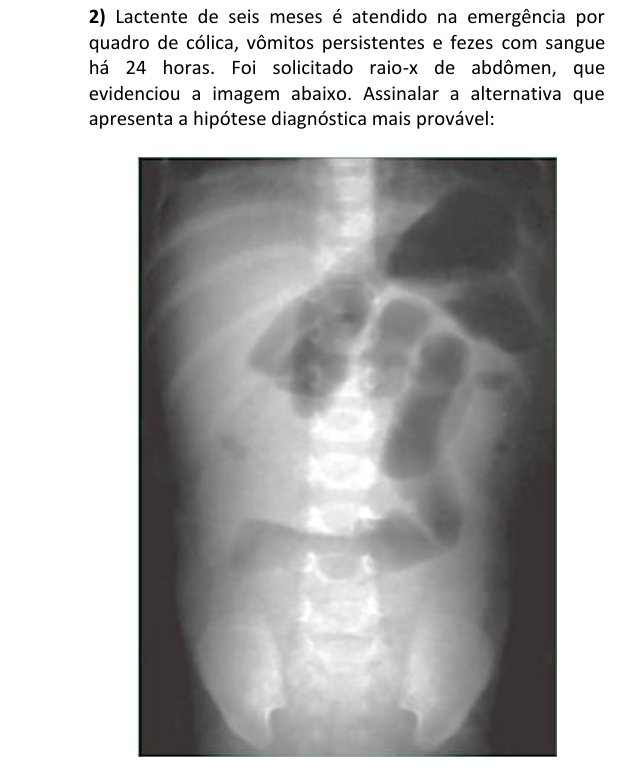 2) Lactente de seis meses é atendido na emergência por
quadro de cólica, vômitos persistentes e fezes com sangue
há 24 horas. Foi solicitado raio-x de abdômen, que
evidenciou a imagem abaixo. Assinalar a alternativa que
apresenta a hipótese diagnóstica mais provável: